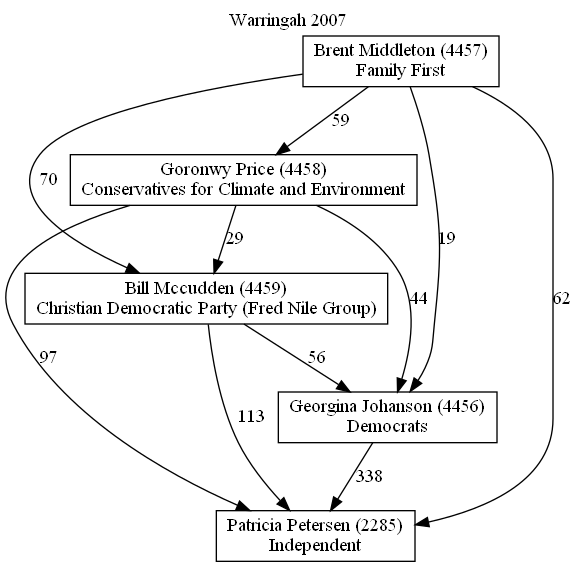 Warringah 2007
Brent Middleton (4457)
Family First
59
Goronwy Price (4458)
Conservatives for Climate and Environment
70
29
19
Bill Mccudden (4459)
Christian Democratic Party (Fred Nile Group)
44
62
97
56
Georgina Johanson (4456)
Democrats
113
338
Patricia Petersen (2285)
Independent